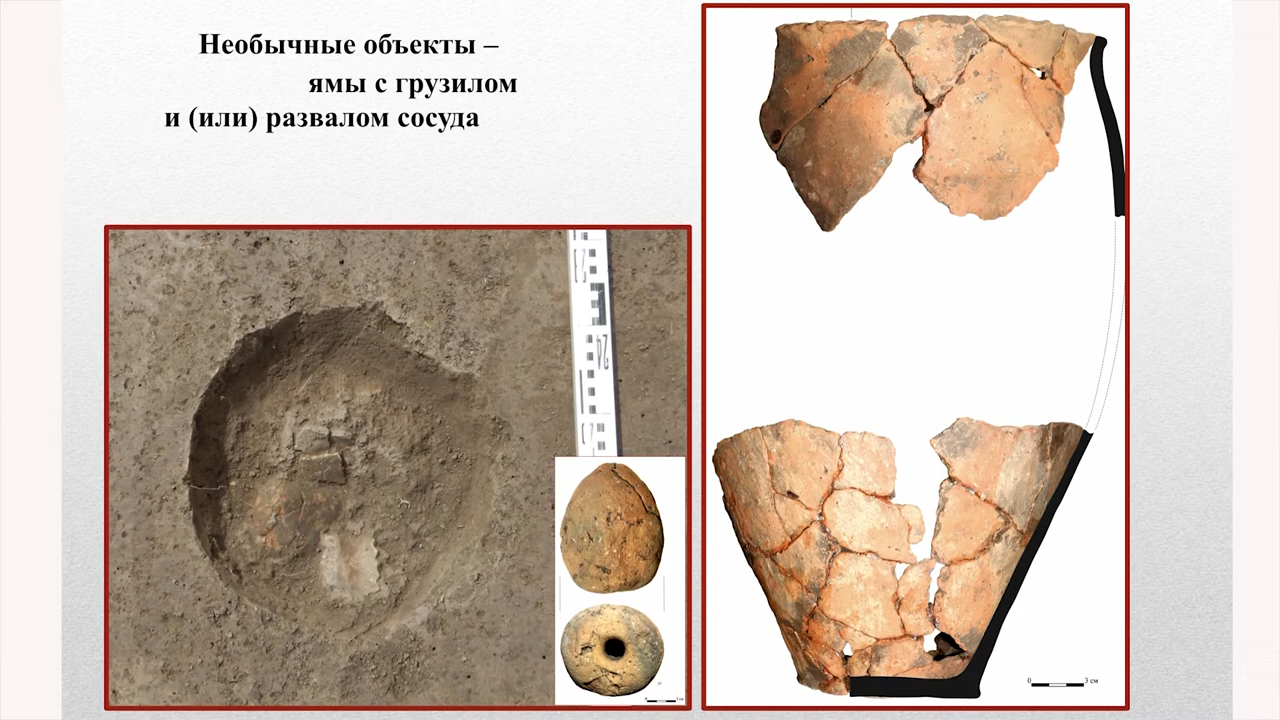 Необычные объекты –
ямы с грузилом
и (или) развалом сосуда
0 3 см